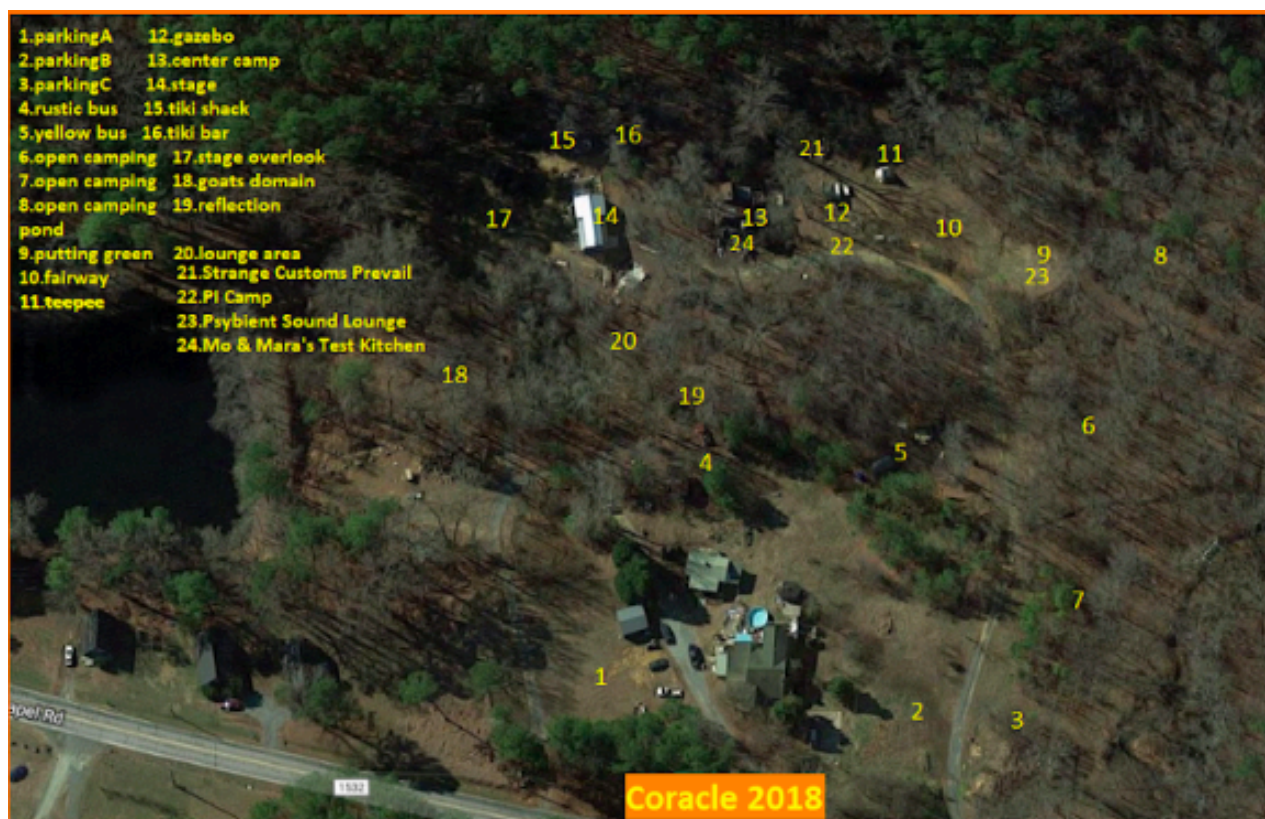 1.parkingA 12.gazebo
2.parkingB 13.center camp
3.parkingC 14.stage
4.rustic bus 15.tiki shack
5.yellow bus 16.tiki bar
6.open camping 17.stage overlook
7.open camping 18.goats domain
8.open camping 19.reflection
pond
9.putting green 20.lounge area
21.Strange Customs Prevail
10.fairway
22.PI Camp
11.teepee
23.Psybient Sound Lounge
24.Mo & Mara's Test Kitchen
15
16
21
11
17
14
13
12
10
24
22
9
8
23
20
18
19
6
4
5
7
1
2
3
apel Rd
1532
Coracle 2018